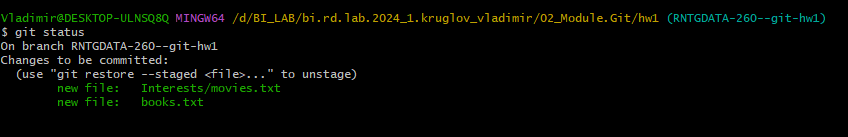 Vladimir@DESKTOP-ULNSQ8Q MINGW64 /d/BI_LAB/bi.rd.lab.2024_1.kruglov_vladimir/02_Module.Git/hw1 (RNTGDATA-260--git-hw1)
$ git status
On branch RNTGDATA-260--git-hw1
Changes to be committed:
  (use "git restore --staged <file>..." to unstage)
        new file:   Interests/movies.txt
        new file:   books.txt